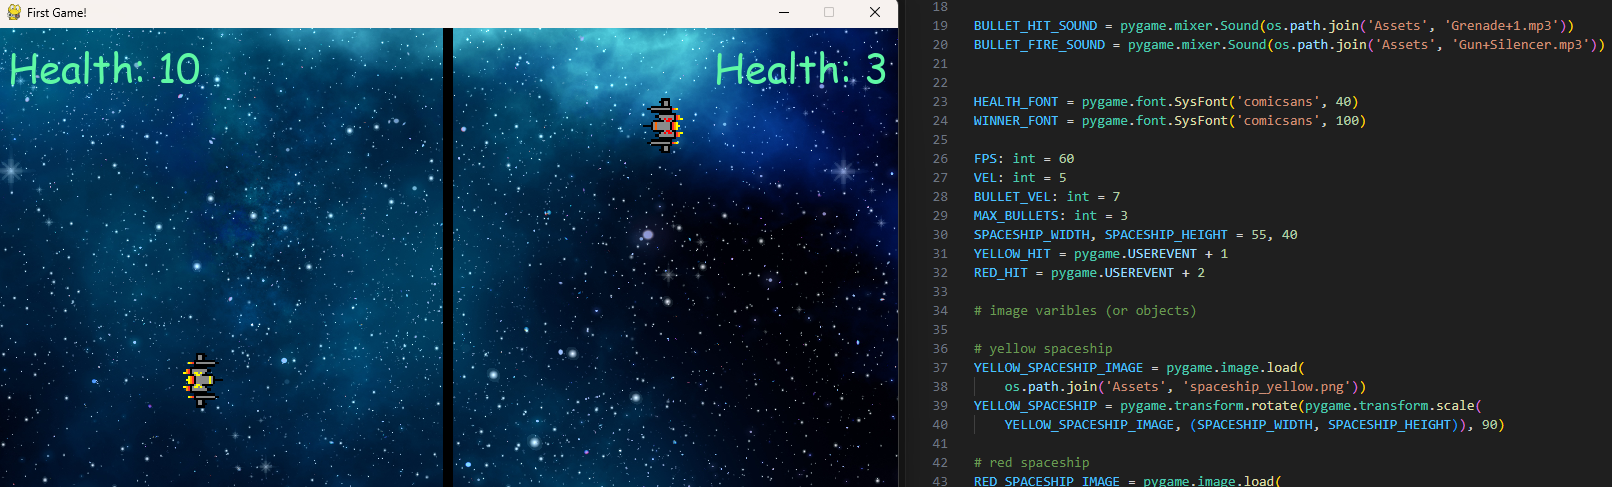 First Game!
Health: 10
Health: 3
18
19 BULLET_HIT_SOUND = pygame.mixer.Sound(os.path.join('Assets', 'Grenade+1.mp3'))
20 BULLET_FIRE_SOUND = pygame.mixer.Sound(os.path.join('Assets', 'Gun+Silencer.mp3'))
21
22
23 HEALTH_FONT = pygame.font.SysFont('comicsans', 40)
24 WINNER_FONT = pygame.font.SysFont('comicsans', 100)
25
26 FPS: int = 60
27 VEL: int = 5
28 BULLET_VEL: int = 7
29 MAX_BULLETS: int = 3
30 SPACESHIP_WIDTH, SPACESHIP_HEIGHT = 55, 40
31 YELLOW_HIT = pygame.USEREVENT + 1
32 RED_HIT = pygame.USEREVENT + 2
33
34 # image varibles (or objects)
35
36 # yellow spaceship
37 YELLOW_SPACESHIP_IMAGE = pygame.image.load(
38 os.path.join('Assets', 'spaceship_yellow.png'))
39 YELLOW_SPACESHIP = pygame.transform.rotate(pygame.transform.scale(
40 YELLOW_SPACESHIP_IMAGE, (SPACESHIP_WIDTH, SPACESHIP_HEIGHT)), 90)
41
42 # red spaceship
43 RED_SPACESHIP_IMAGE = pygame.image.load(